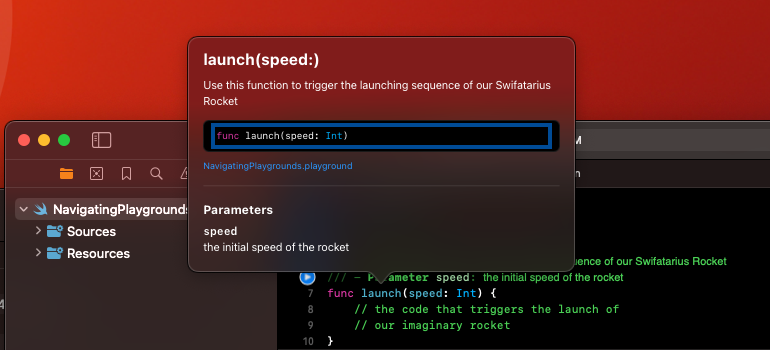 launch(speed:)
Use this function to trigger the launching sequence of our Swifatarius
Rocket
func launch(speed: Int)
NavigatingPlaygrounds.playground
Parameters
speed
the initial speed of the rocket
NavigatingPlaygrounds
Sources
Resources
of our Swifatarius Rocket
/// - Parameter speed: the initial speed of the rocket
7 func launch(speed: Int) {
8 // the code that triggers the launch of
9 // our imaginary rocket
10 }